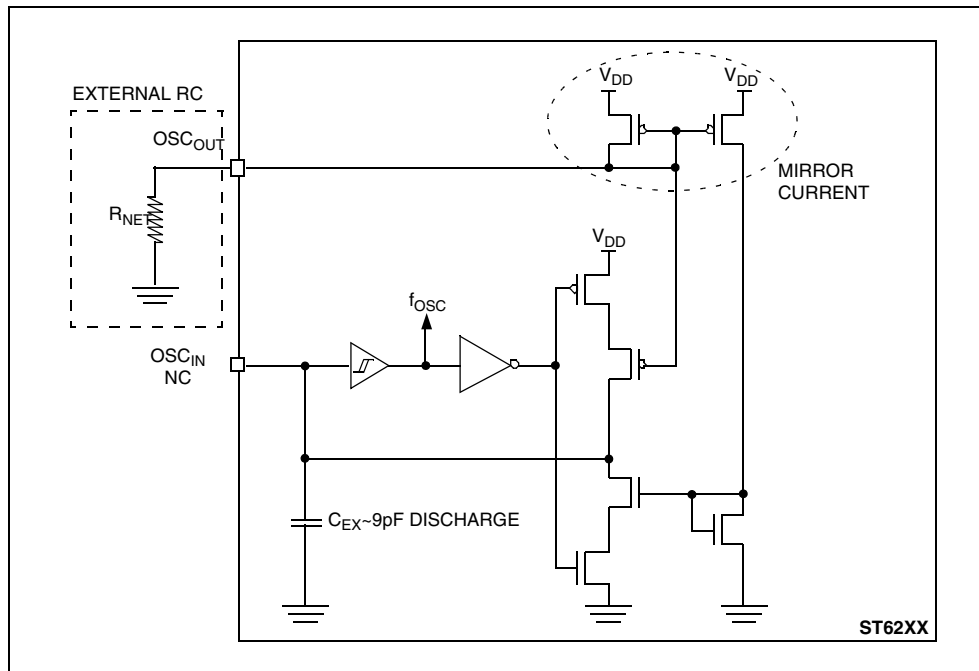 V_DD
V_DD
EXTERNAL RC
OSC_OUT
MIRROR
CURRENT
R_NET
V_DD
f_OSC
OSC_IN
NC
C_EX~9pF DISCHARGE
ST62XX